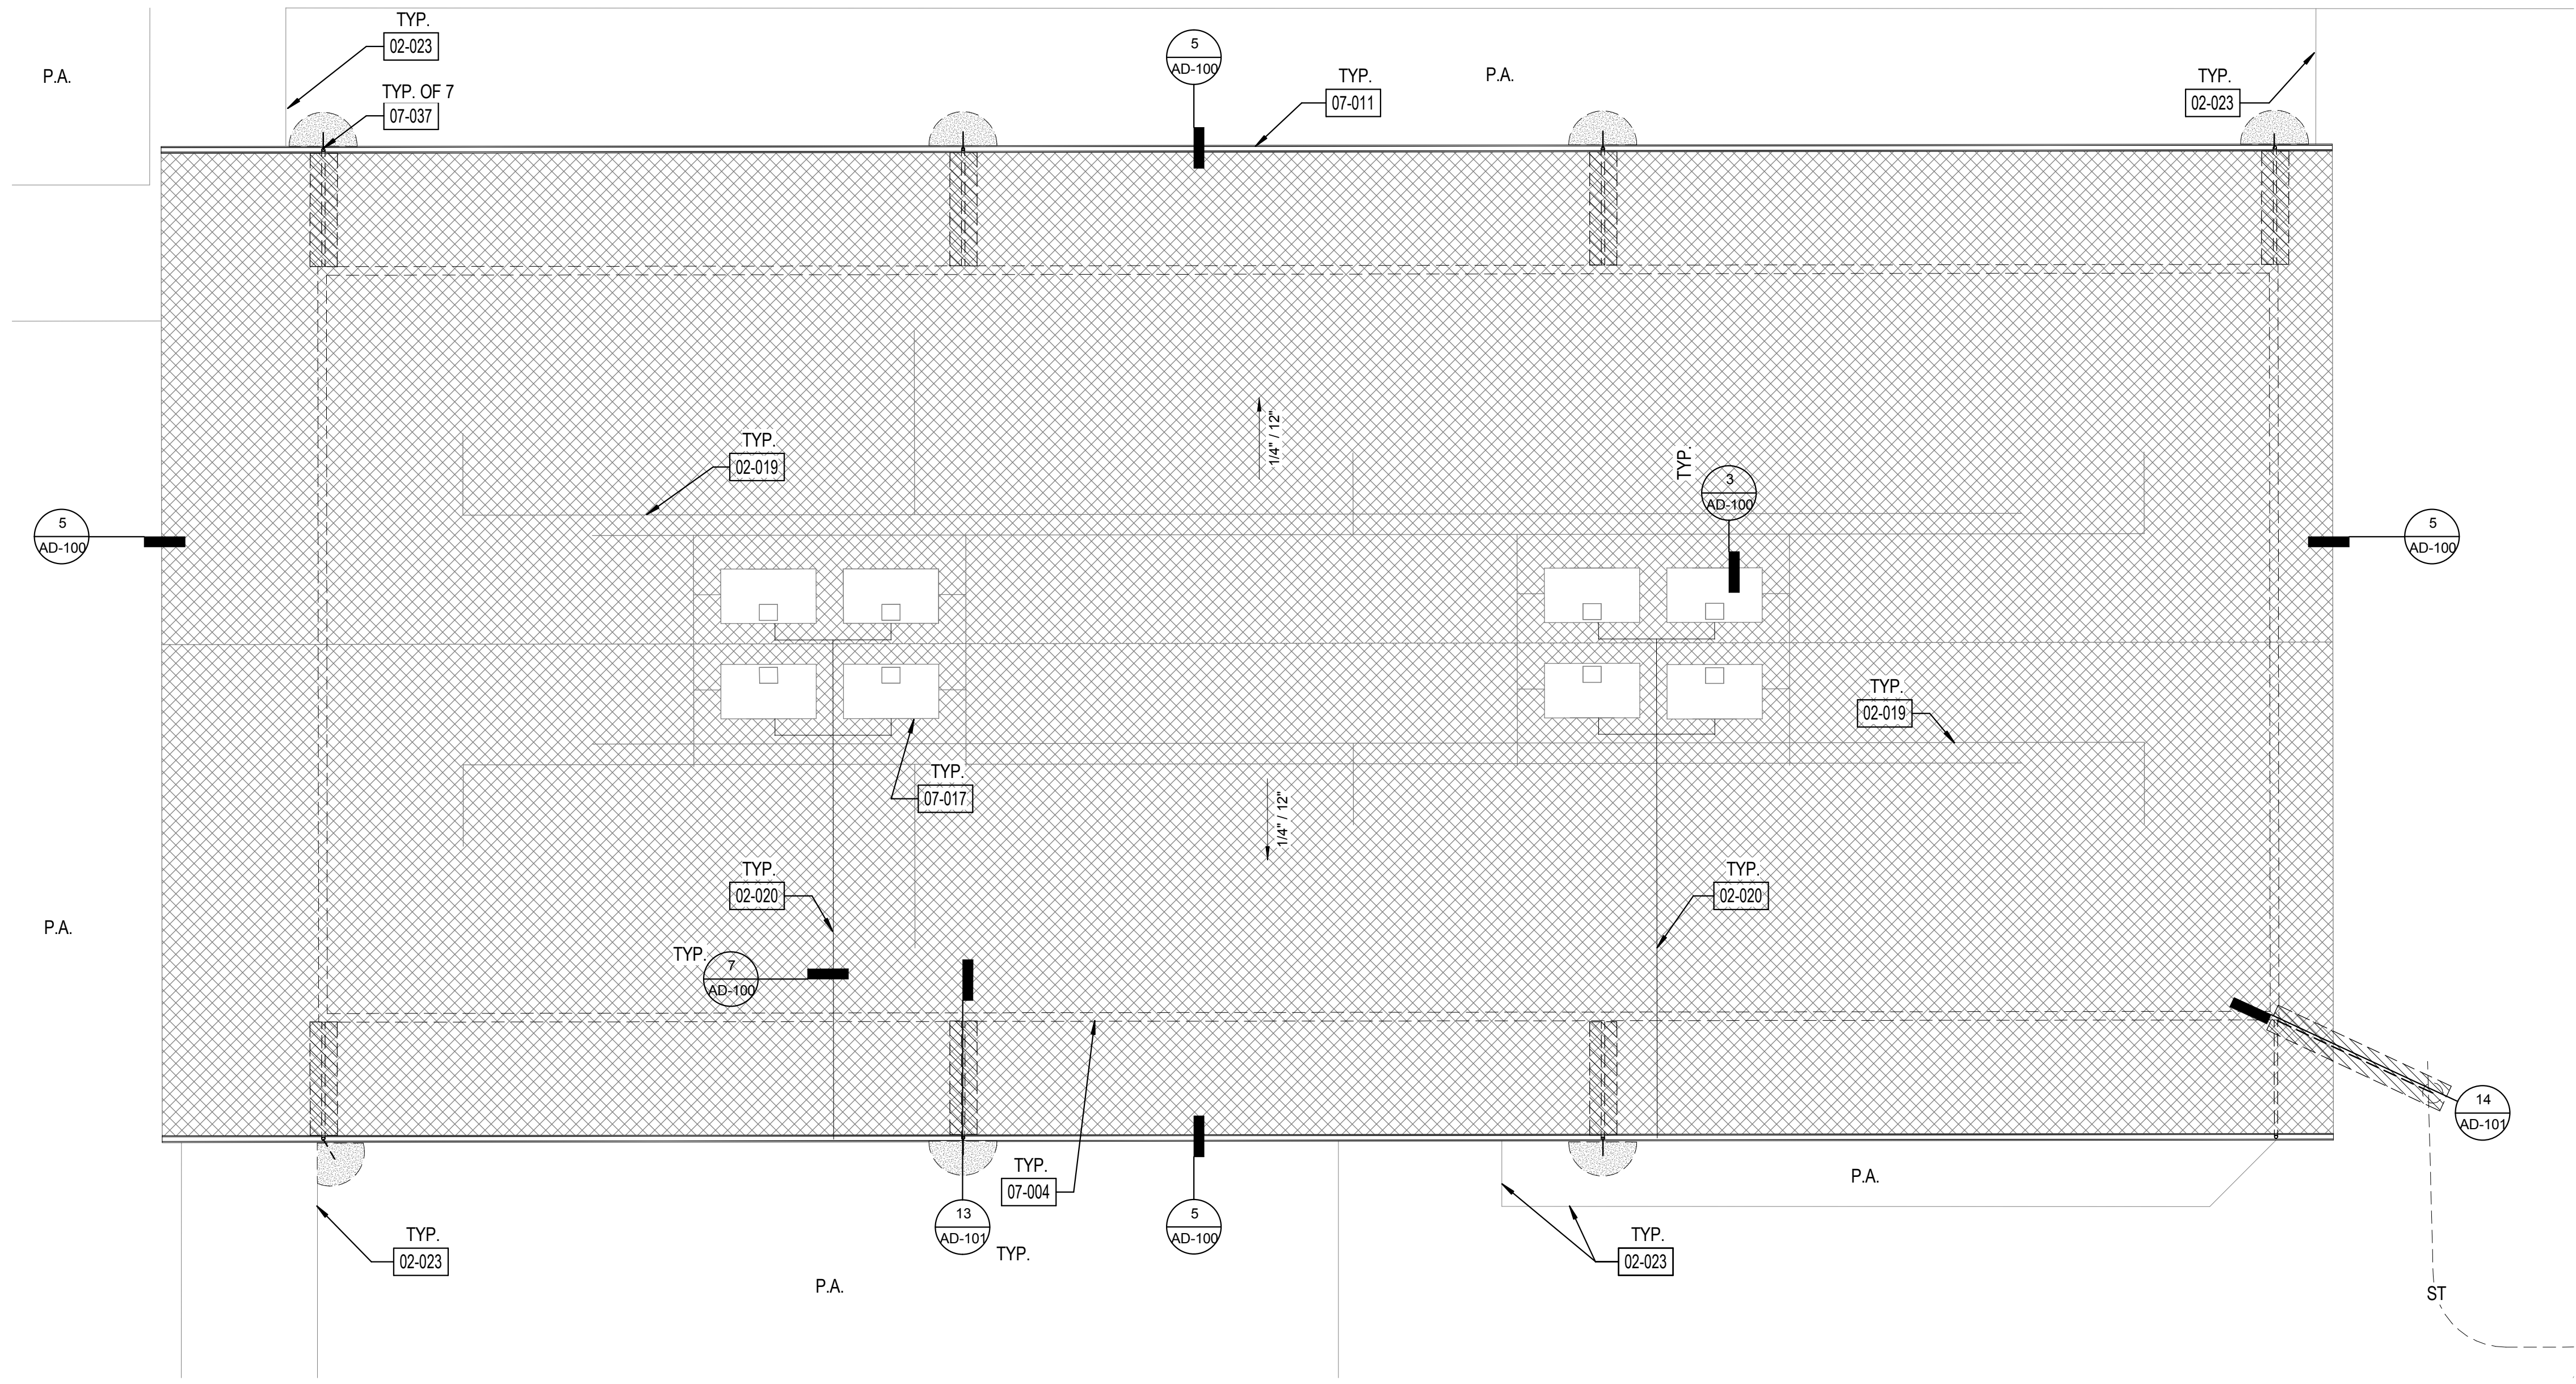 TYP.
02-023
P.A.
TYP. OF 7
07-037
5
AD-100
TYP.
07-011
P.A.
TYP.
02-023
TYP.
02-019
1/4" / 12"
TYP.
3
AD-100
5
AD-100
5
AD-100
TYP.
02-019
TYP.
07-017
1/4" / 12"
TYP.
02-020
TYP.
02-020
P.A.
TYP.
7
AD-100
14
AD-101
TYP.
07-004
P.A.
13
AD-101
TYP.
5
AD-100
TYP.
02-023
TYP.
02-023
P.A.
ST